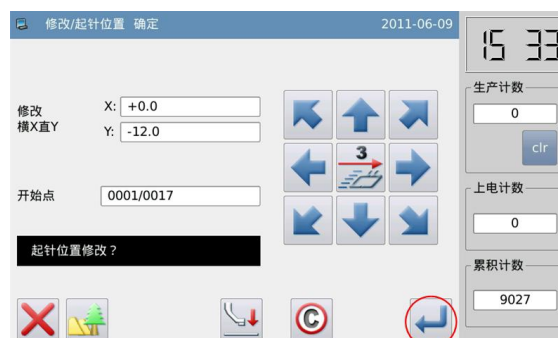 修改/起针位置 确定
2011-06-09
15 33
修改
横X直Y
X: +0.0
Y: -12.0
开始点
0001/0017
起针位置修改？
3
C
生产计数
0
clr
上电计数
0
累积计数
9027